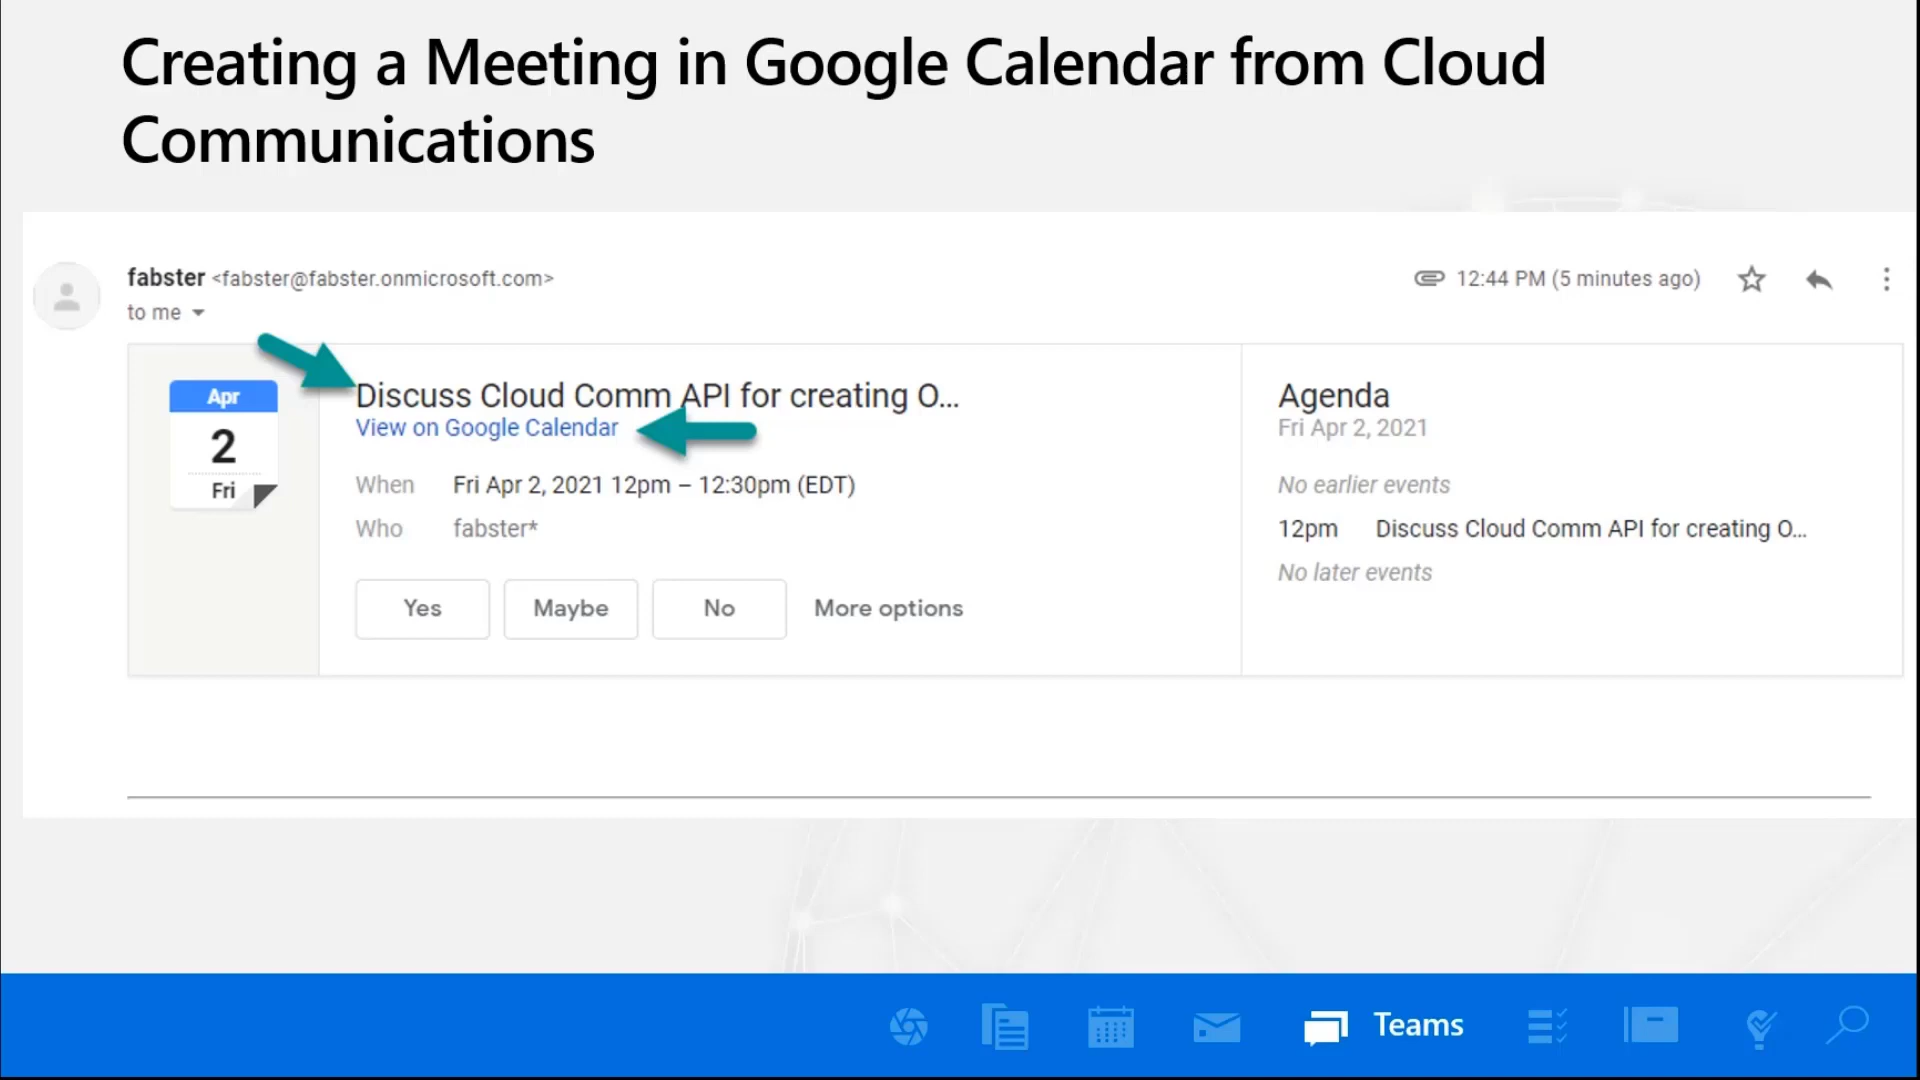 Creating a Meeting in Google Calendar from Cloud
Communications
fabster <fabster@fabster.onmicrosoft.com>
12:44 PM (5 minutes ago)
to me
Apr
2
Fri
Discuss Cloud Comm API for creating O...
View on Google Calendar
When Fri Apr 2, 2021 12pm – 12:30pm (EDT)
Who fabster*
Yes Maybe No More options
Agenda
Fri Apr 2, 2021
No earlier events
12pm Discuss Cloud Comm API for creating O...
No later events
Teams